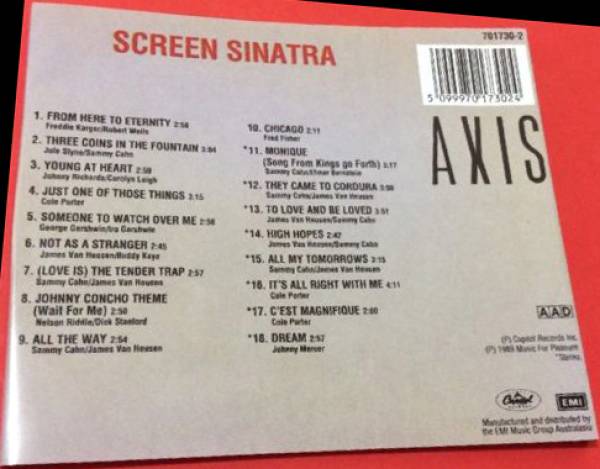 SCREEN SINATRA
701730-2
5 099970 173024
AXIS
1. FROM HERE TO ETERNITY 2:58
Freddie Karger/Robert Wells
2. THREE COINS IN THE FOUNTAIN 3:04
Jule Styne/Sammy Cahn
3. YOUNG AT HEART 2:50
Johnny Richards/Carolyn Leigh
4. JUST ONE OF THOSE THINGS 3:15
Cole Porter
5. SOMEONE TO WATCH OVER ME 2:56
George Gershwin/Ira Gershwin
6. NOT AS A STRANGER 2:45
James Van Heusen/Buddy Kaye
7. (LOVE IS) THE TENDER TRAP 2:57
Sammy Cahn/James Van Heusen
8. JOHNNY CONCHO THEME
(Wait For Me) 2:50
Nelson Riddle/Dick Stanford
9. ALL THE WAY 2:54
Sammy Cahn/James Van Heusen
10. CHICAGO 2:11
Fred Fisher
*11. MONIQUE
(Song From Kings go Forth) 3:17
Sammy Cahn/Elmer Bernstein
*12. THEY CAME TO CORDURA
Sammy Cahn/James Van Heusen
*13. TO LOVE AND BE LOVED 3:51
James Van Heusen/Sammy Cahn
*14. HIGH HOPES 2:42
James Van Heusen/Sammy Cahn
*15. ALL MY TOMORROWS 3:15
Sammy Cahn/James Van Heusen
*16. IT'S ALL RIGHT WITH ME 4:11
Cole Porter
*17. C'EST MAGNIFIQUE 2:00
Cole Porter
*18. DREAM 2:57
Johnny Mercer
AAD
(P) Capitol Records Inc.
(P) 1989 Music For Pleasure
*Stereo.
Capitol
EMI
Manufactured and distributed by
the EMI Music Group Australasia